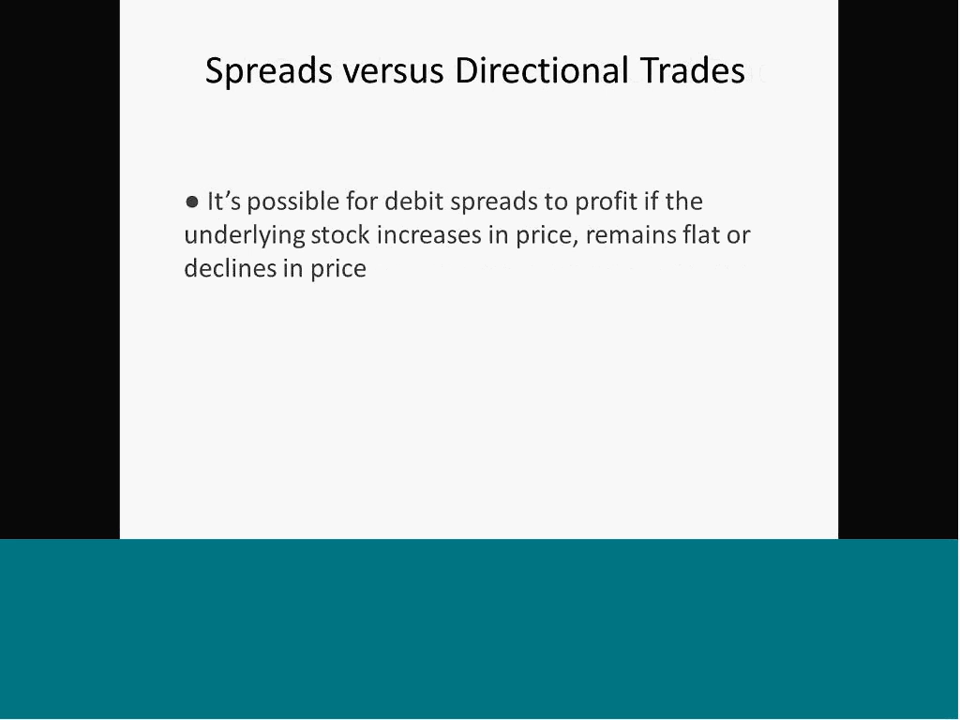 Spreads versus Directional Trades
● It’s possible for debit spreads to profit if the
underlying stock increases in price, remains flat or
declines in price